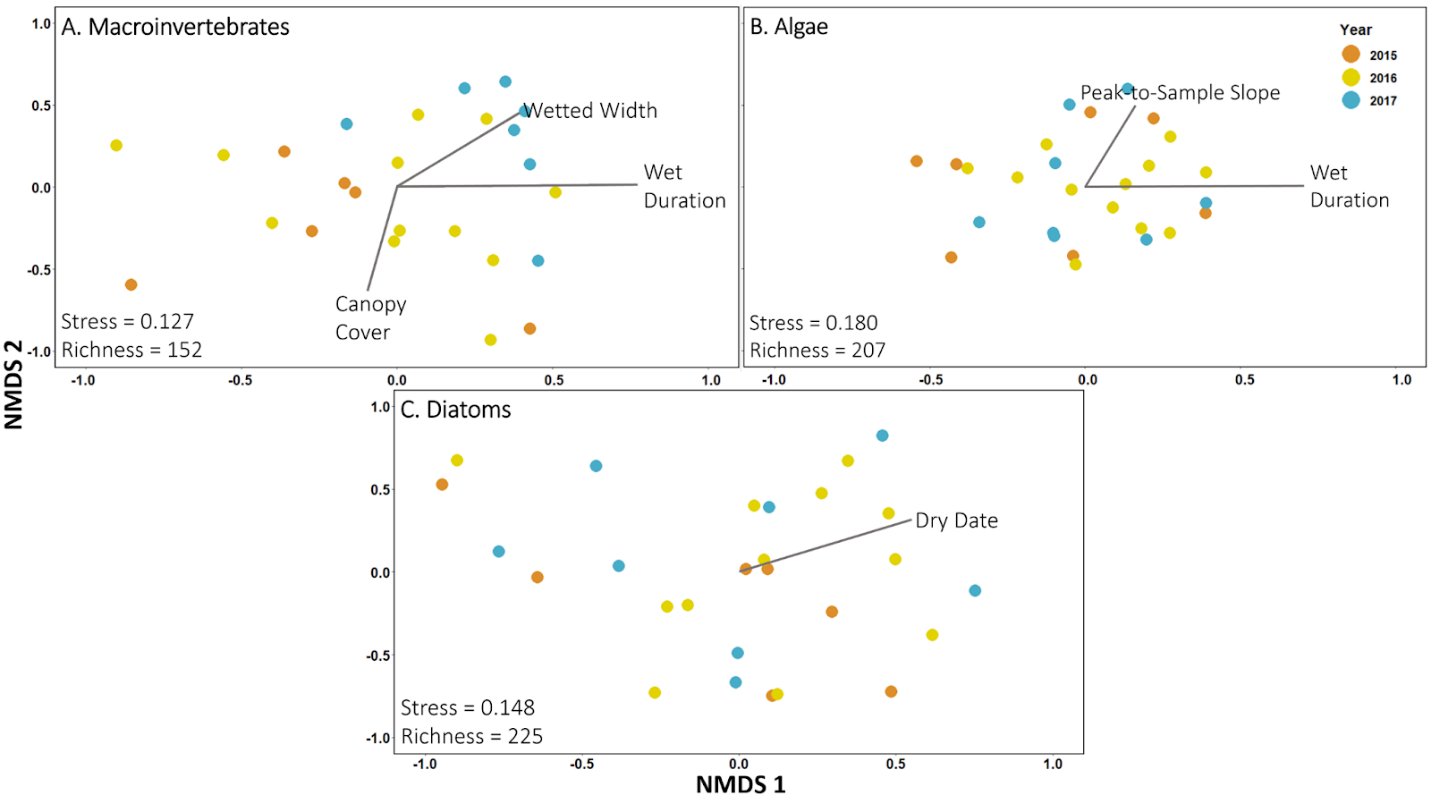 A. Macroinvertebrates
1.0
0.5
0.0
-0.5
-1.0
Wetted Width
Wet
Duration
Canopy
Cover
Stress = 0.127
Richness = 152
-1.0
-0.5
0.0
0.5
1.0
B. Algae
Year
2015
2016
2017
Peak-to-Sample Slope
Wet
Duration
Stress = 0.180
Richness = 207
-1.0
-0.5
0.0
0.5
1.0
NMDS 2
C. Diatoms
1.0
0.5
0.0
-0.5
-1.0
Dry Date
Stress = 0.148
Richness = 225
-1.0
-0.5
0.0
0.5
1.0
NMDS 1